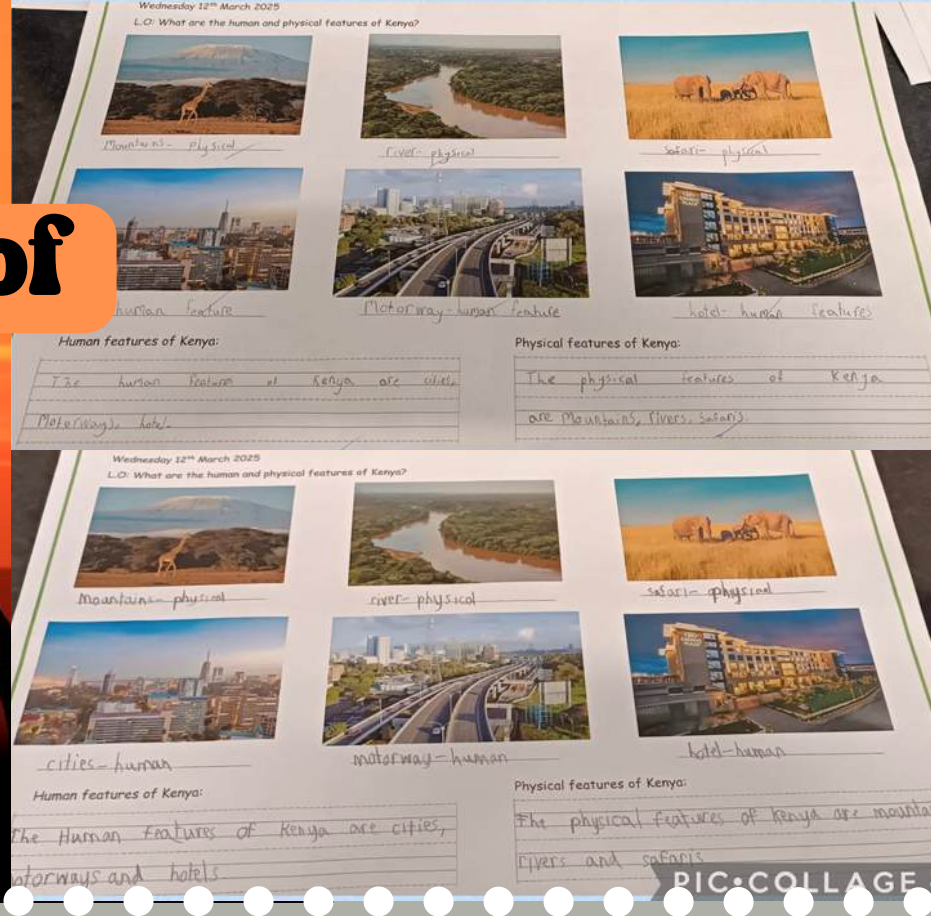 Wednesday 12th March 2025
L.O: What are the human and physical features of Kenya?
Mountains- physical
river- physical
safari- physical
of
human feature
Motorway- human feature
hotel- human features
Human features of Kenya:
The human features of Kenya are cities,
Motorways, hotel.
Physical features of Kenya:
The physical features of Kenya
are Mountains, rivers, safaris.
Wednesday 12th March 2025
L.O: What are the human and physical features of Kenya?
mountains- physical
river- physical
safari- physical
cities- human
motorway- human
hotel- human
Human features of Kenya:
The Human features of Kenya are cities,
otorways and hotels
Physical features of Kenya:
The physical features of Kenya are mounta
rivers and safaris
PIC•COLLAGE